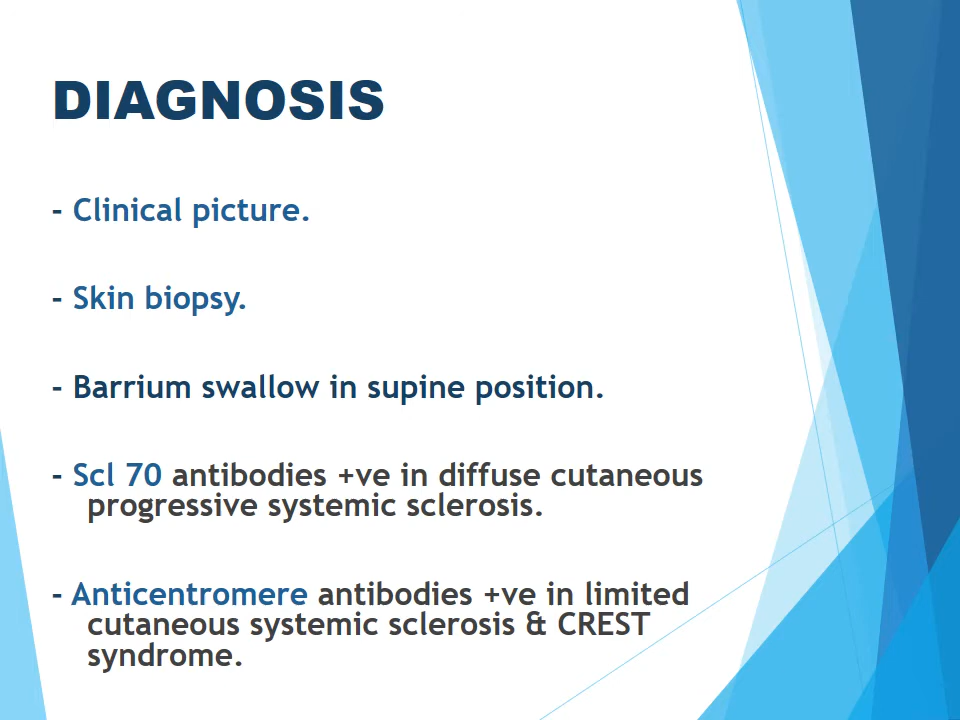 DIAGNOSIS
- Clinical picture.
- Skin biopsy.
- Barrium swallow in supine position.
- Scl 70 antibodies +ve in diffuse cutaneous
progressive systemic sclerosis.
- Anticentromere antibodies +ve in limited
cutaneous systemic sclerosis & CREST
syndrome.